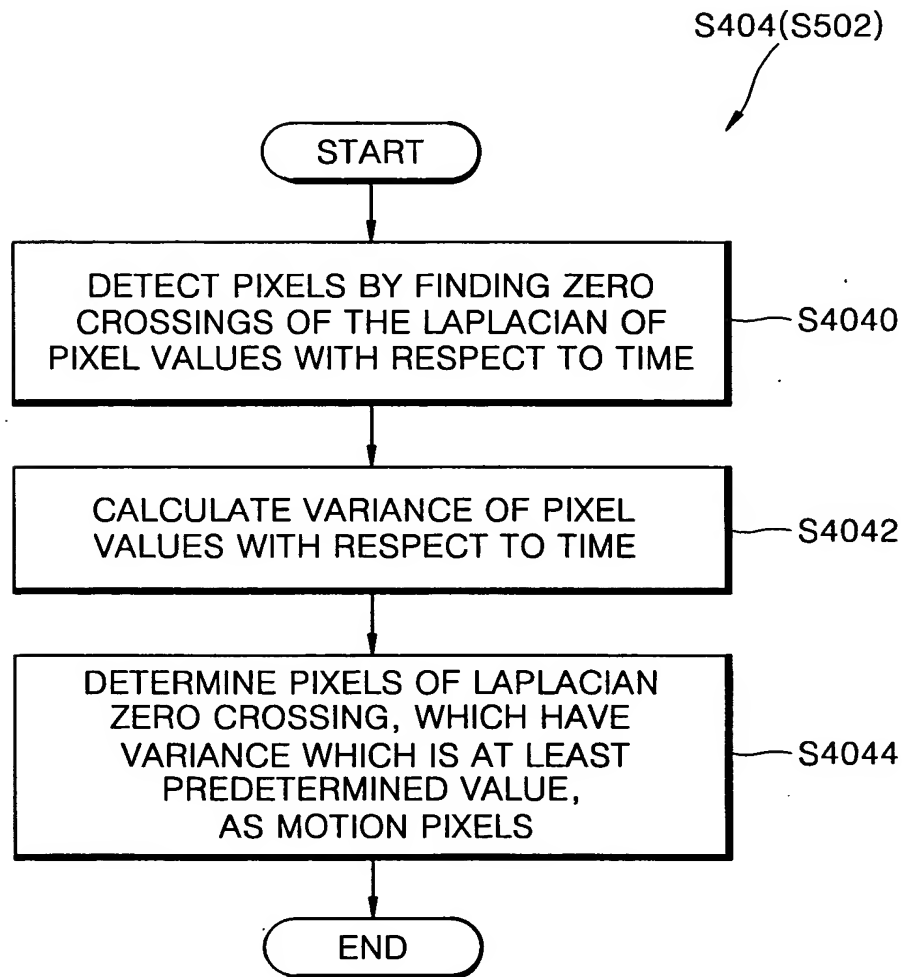 S404(S502)
START
DETECT PIXELS BY FINDING ZERO
CROSSINGS OF THE LAPLACIAN OF
PIXEL VALUES WITH RESPECT TO TIME
S4040
CALCULATE VARIANCE OF PIXEL
VALUES WITH RESPECT TO TIME
S4042
DETERMINE PIXELS OF LAPLACIAN
ZERO CROSSING, WHICH HAVE
VARIANCE WHICH IS AT LEAST
PREDETERMINED VALUE,
AS MOTION PIXELS
S4044
END